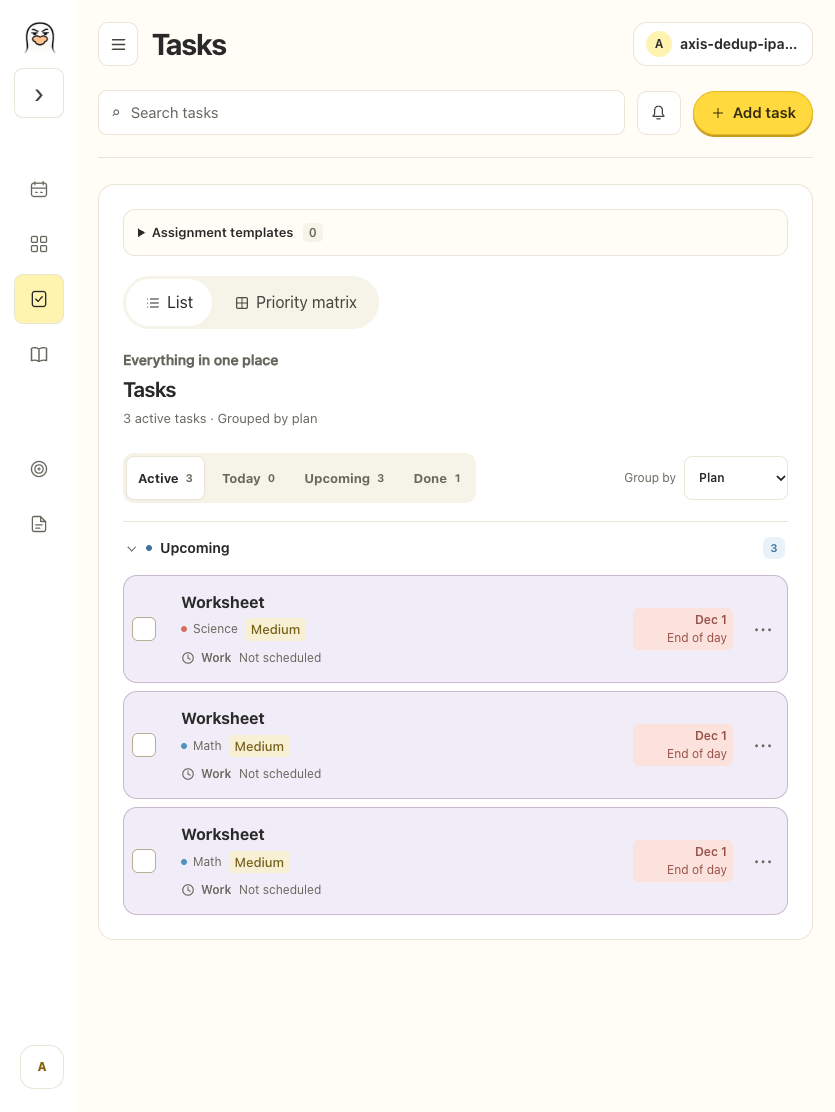 Tasks
A axis-dedup-ipa...
Search tasks
+ Add task
Assignment templates 0
List
Priority matrix
Everything in one place
Tasks
3 active tasks · Grouped by plan
Active 3
Today 0
Upcoming 3
Done 1
Group by
Plan
Upcoming
3
Worksheet
Science Medium
Work Not scheduled
Dec 1
End of day
Worksheet
Math Medium
Work Not scheduled
Dec 1
End of day
Worksheet
Math Medium
Work Not scheduled
Dec 1
End of day
A